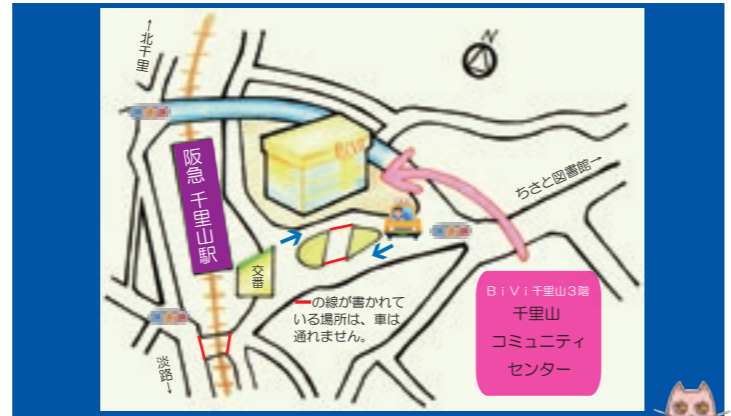 ↑北千里
N
BiVi
阪急 千里山駅
ちさと図書館→
交番
ーの線が書かれて
いる場所は、車は
通れません。
淡路→
BiVi千里山3階
千里山
コミュニティ
センター